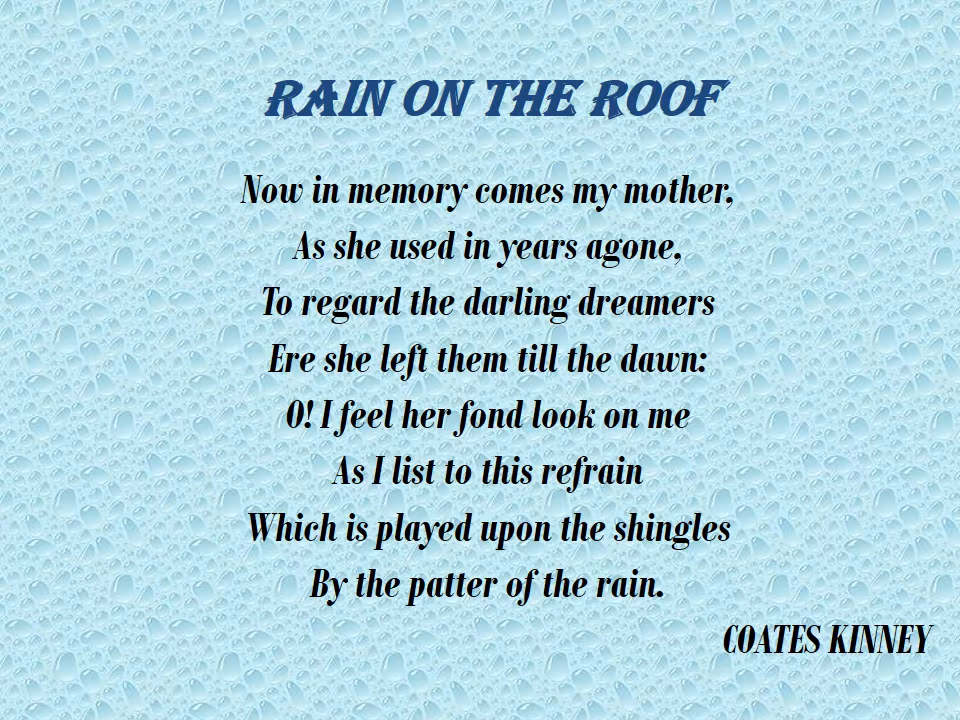 RAIN ON THE ROOF
Now in memory comes my mother,
As she used in years agone,
To regard the darling dreamers
Ere she left them till the dawn:
O! I feel her fond look on me
As I list to this refrain
Which is played upon the shingles
By the patter of the rain.
COATES KINNEY